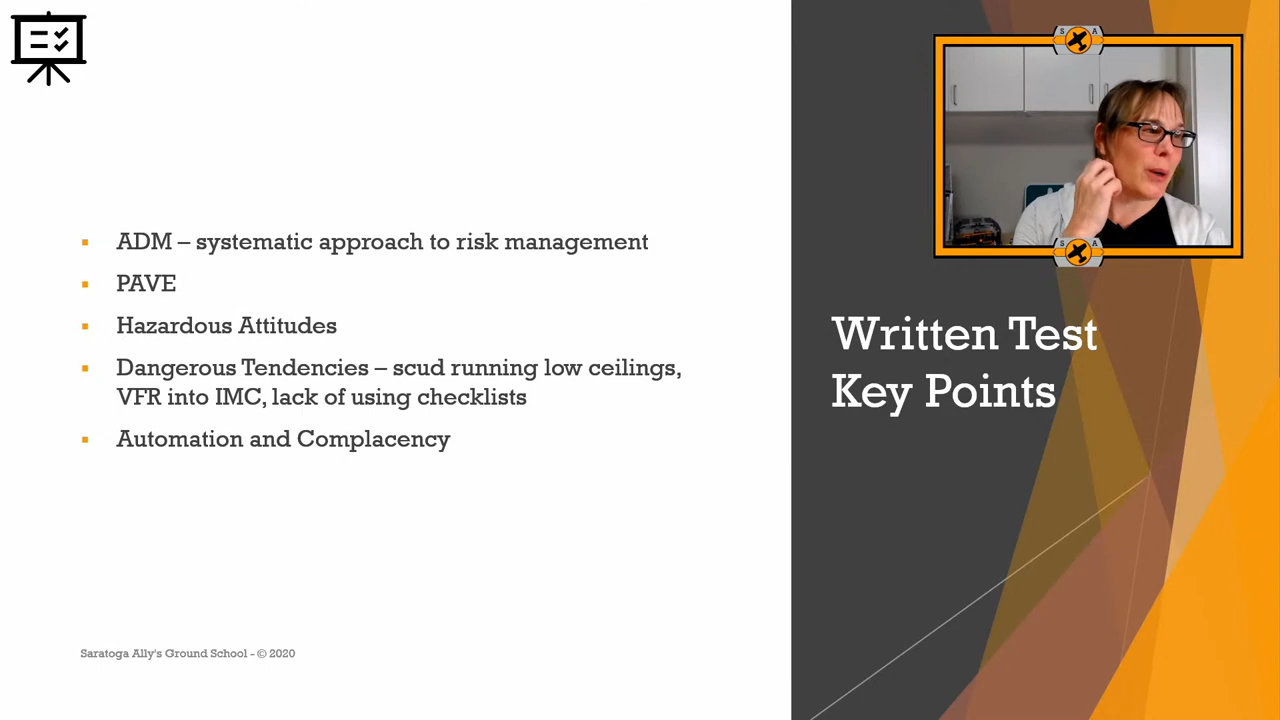 ADM – systematic approach to risk management
PAVE
Hazardous Attitudes
Dangerous Tendencies – scud running low ceilings,
VFR into IMC, lack of using checklists
Automation and Complacency
Saratoga Ally's Ground School - © 2020
S A
S A
Written Test
Key Points